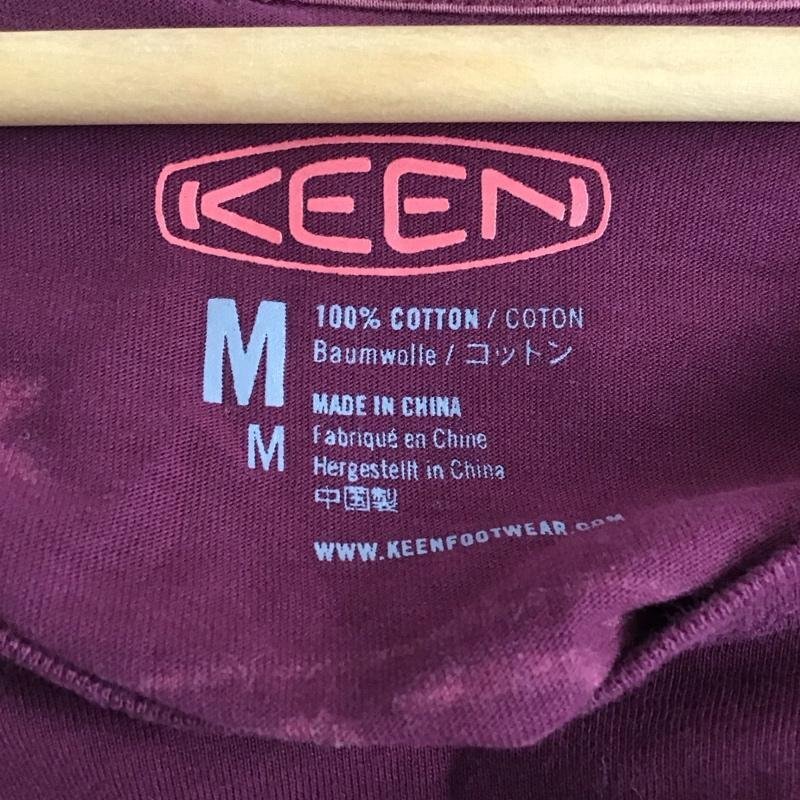 KEEN
M
M
100% COTTON / COTON
Baumwolle / コットン
MADE IN CHINA
Fabriqué en Chine
Hergestellt in China
中国製
WWW.KEENFOOTWEAR.COM